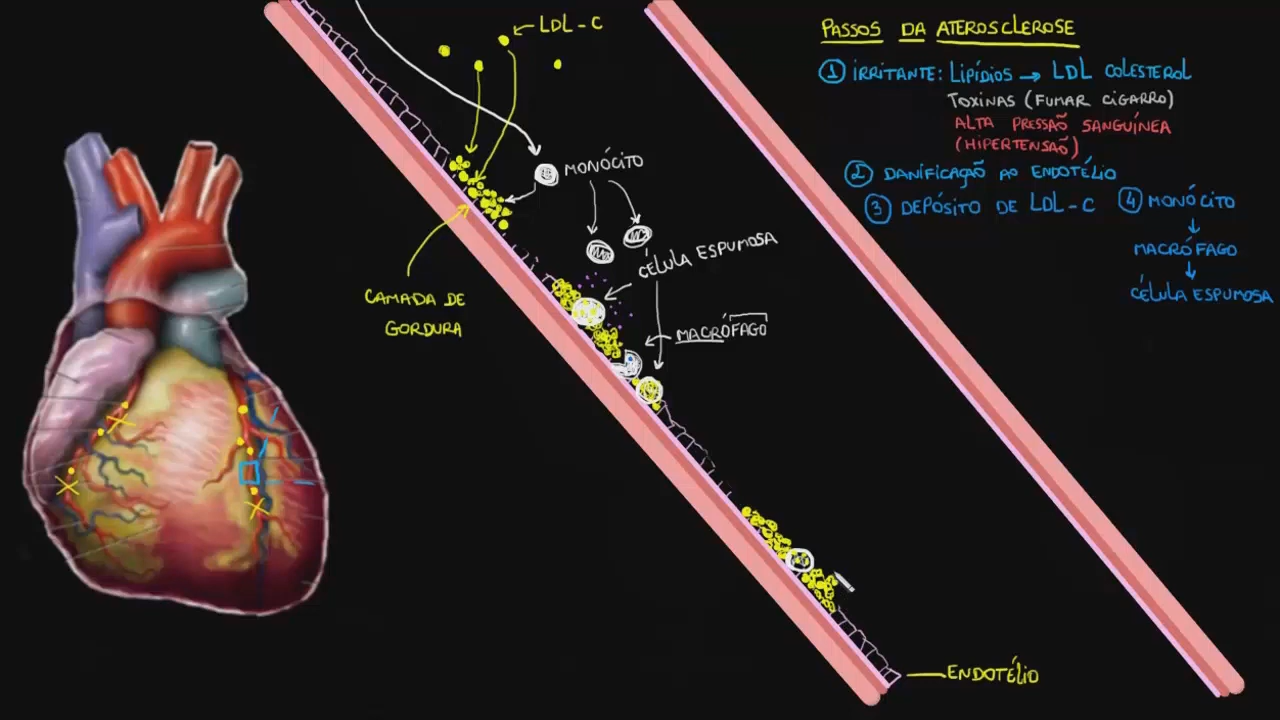 LDL-C
MONÓCITO
CÉLULA ESPUMOSA
CAMADA DE
GORDURA
MACRÓFAGO
ENDOTÉLIO
PASSOS DA ATEROSCLEROSE
1 IRRITANTE: LIPÍDIOS → LDL COLESTEROL
TOXINAS (FUMAR CIGARRO)
ALTA PRESSÃO SANGUÍNEA
(HIPERTENSÃO)
2 DANIFICAÇÃO AO ENDOTÉLIO
3 DEPÓSITO DE LDL-C
4 MONÓCITO
↓
MACRÓFAGO
↓
CÉLULA ESPUMOSA